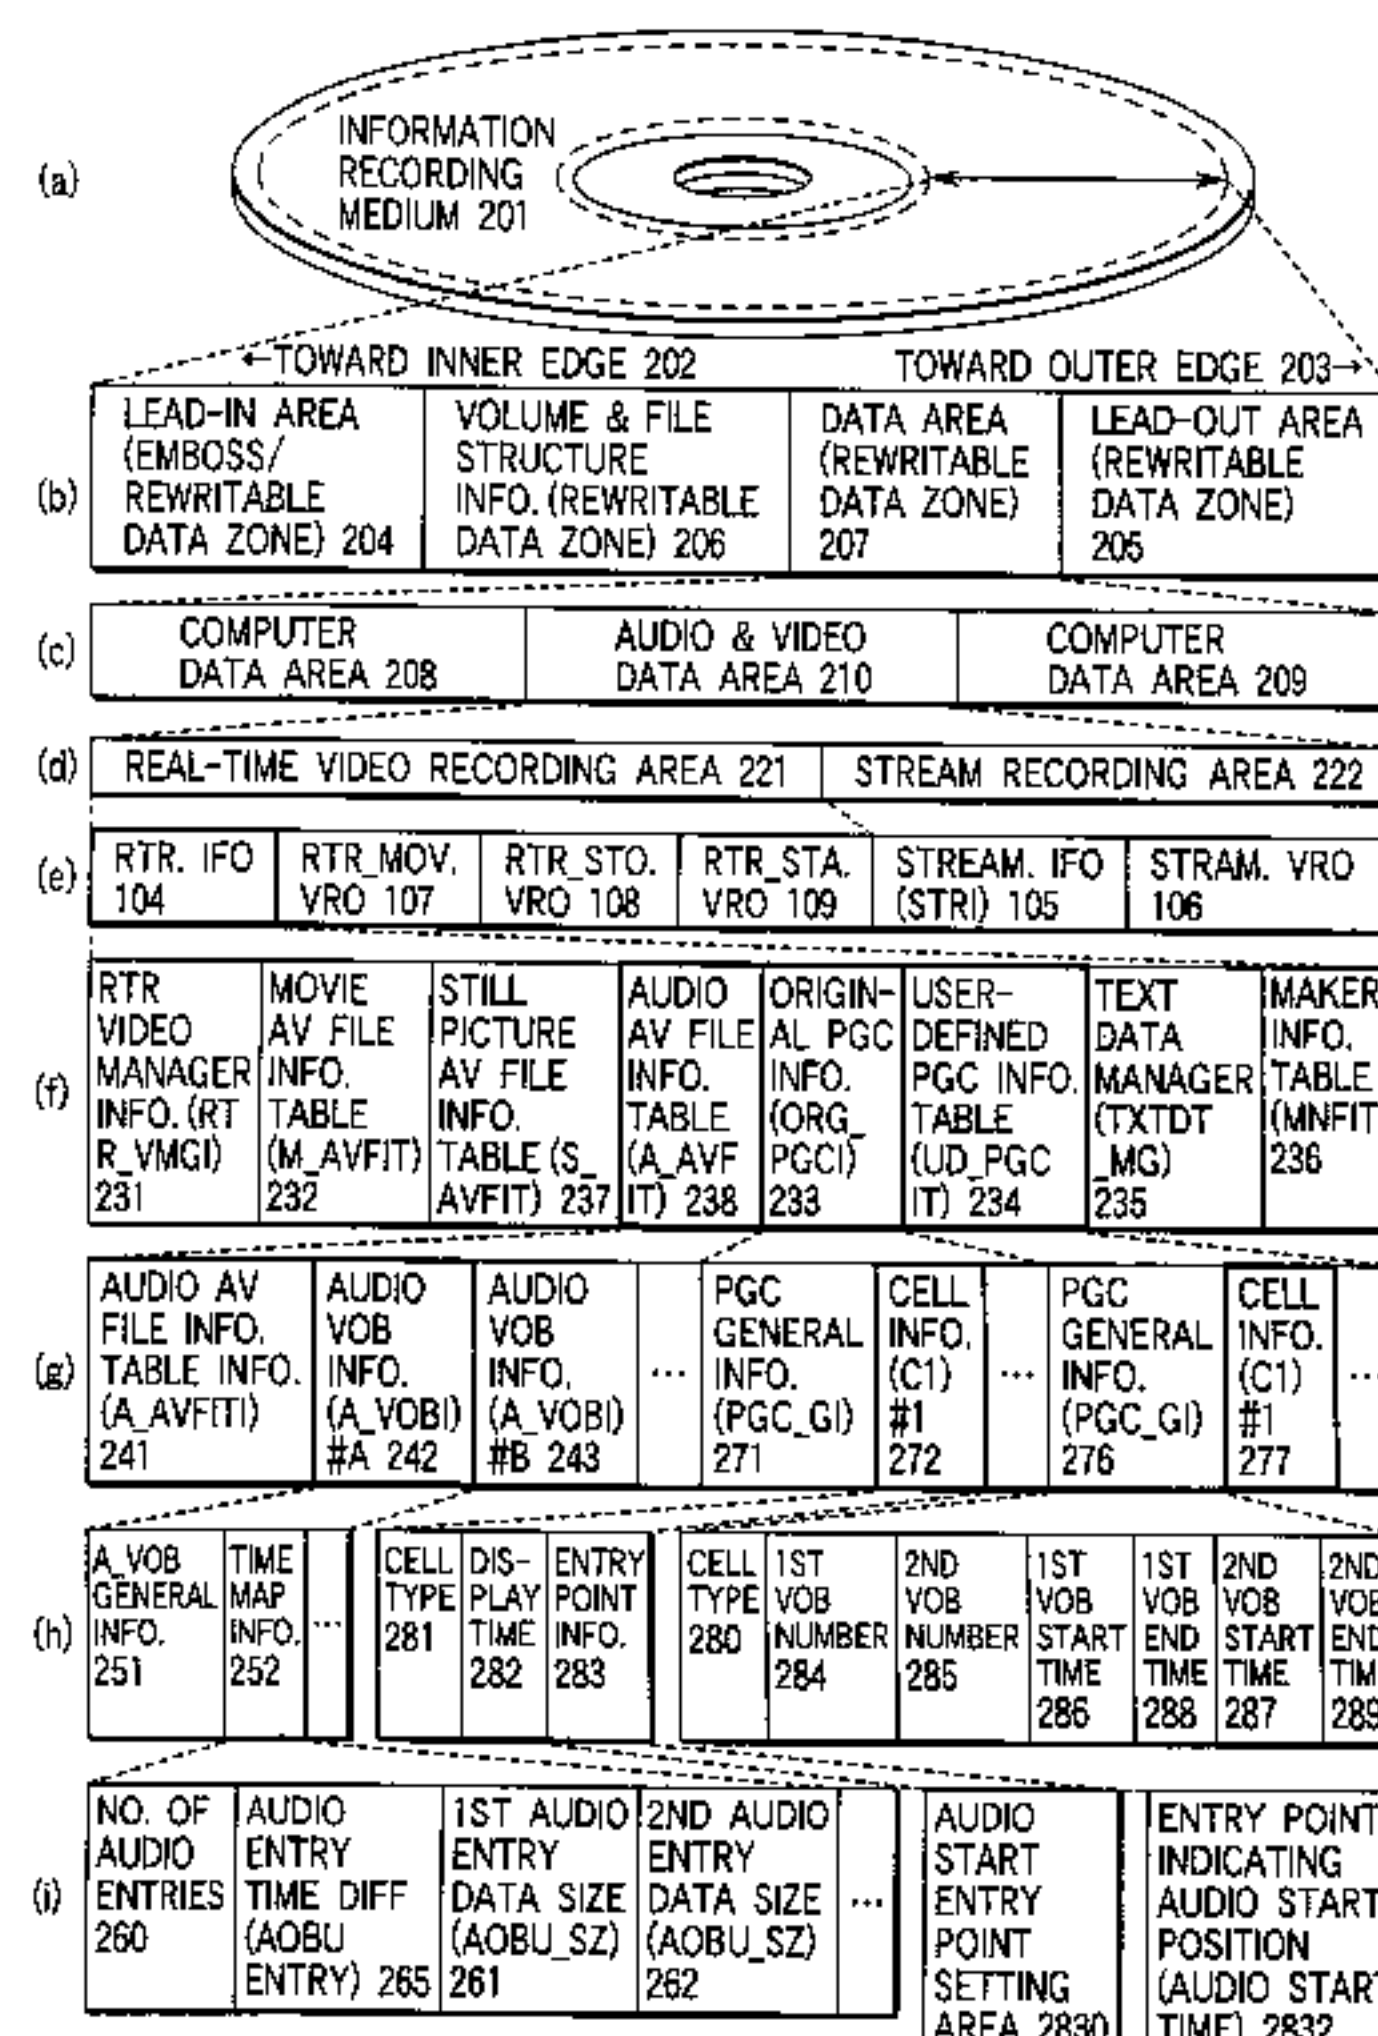 (a)
INFORMATION
RECORDING
MEDIUM 201
←TOWARD INNER EDGE 202
TOWARD OUTER EDGE 203→
(b)
LEAD-IN AREA
(EMBOSS/
REWRITABLE
DATA ZONE) 204
VOLUME & FILE
STRUCTURE
INFO. (REWRITABLE
DATA ZONE) 206
DATA AREA
(REWRITABLE
DATA ZONE)
207
LEAD-OUT AREA
(REWRITABLE
DATA ZONE)
205
(c)
COMPUTER
DATA AREA 208
AUDIO & VIDEO
DATA AREA 210
COMPUTER
DATA AREA 209
(d)
REAL-TIME VIDEO RECORDING AREA 221
STREAM RECORDING AREA 222
(e)
RTR. IFO
104
RTR_MOV.
VRO 107
RTR_STO.
VRO 108
RTR_STA.
VRO 109
STREAM. IFO
(STRI) 105
STRAM. VRO
106
(f)
RTR
VIDEO
MANAGER
INFO. (RT
R_VMGI)
231
MOVIE
AV FILE
INFO.
TABLE
(M_AVFIT)
232
STILL
PICTURE
AV FILE
INFO.
TABLE (S_
AVFIT) 237
AUDIO
AV FILE
INFO.
TABLE
(A_AVF
IT) 238
ORIGIN-
AL PGC
INFO.
(ORG_
PGCI)
233
USER-
DEFINED
PGC INFO.
TABLE
(UD_PGC
IT) 234
TEXT
DATA
MANAGER
(TXTDT
_MG)
235
MAKER
INFO.
TABLE
(MNFIT
236
(g)
AUDIO AV
FILE INFO.
TABLE INFO.
(A_AVFITI)
241
AUDIO
VOB
INFO.
(A_VOBI)
#A 242
AUDIO
VOB
INFO.
(A_VOBI)
#B 243
...
PGC
GENERAL
INFO.
(PGC_GI)
271
CELL
INFO.
(C1)
#1
272
...
PGC
GENERAL
INFO.
(PGC_GI)
276
CELL
INFO.
(C1)
#1
277
...
(h)
A_VOB
GENERAL
INFO.
251
TIME
MAP
INFO.
252
...
CELL
TYPE
281
DIS-
PLAY
TIME
282
ENTRY
POINT
INFO.
283
CELL
TYPE
280
1ST
VOB
NUMBER
284
2ND
VOB
NUMBER
285
1ST
VOB
START
TIME
286
1ST
VOB
END
TIME
288
2ND
VOB
START
TIME
287
2ND
VOB
END
TIM
289
(i)
NO. OF
AUDIO
ENTRIES
260
AUDIO
ENTRY
TIME DIFF
(AOBU
ENTRY) 265
1ST AUDIO
ENTRY
DATA SIZE
(AOBU_SZ)
261
2ND AUDIO
ENTRY
DATA SIZE
(AOBU_SZ)
262
...
AUDIO
START
ENTRY
POINT
SETTING
AREA 2830
ENTRY POINT
INDICATING
AUDIO START
POSITION
(AUDIO START
TIME) 2832